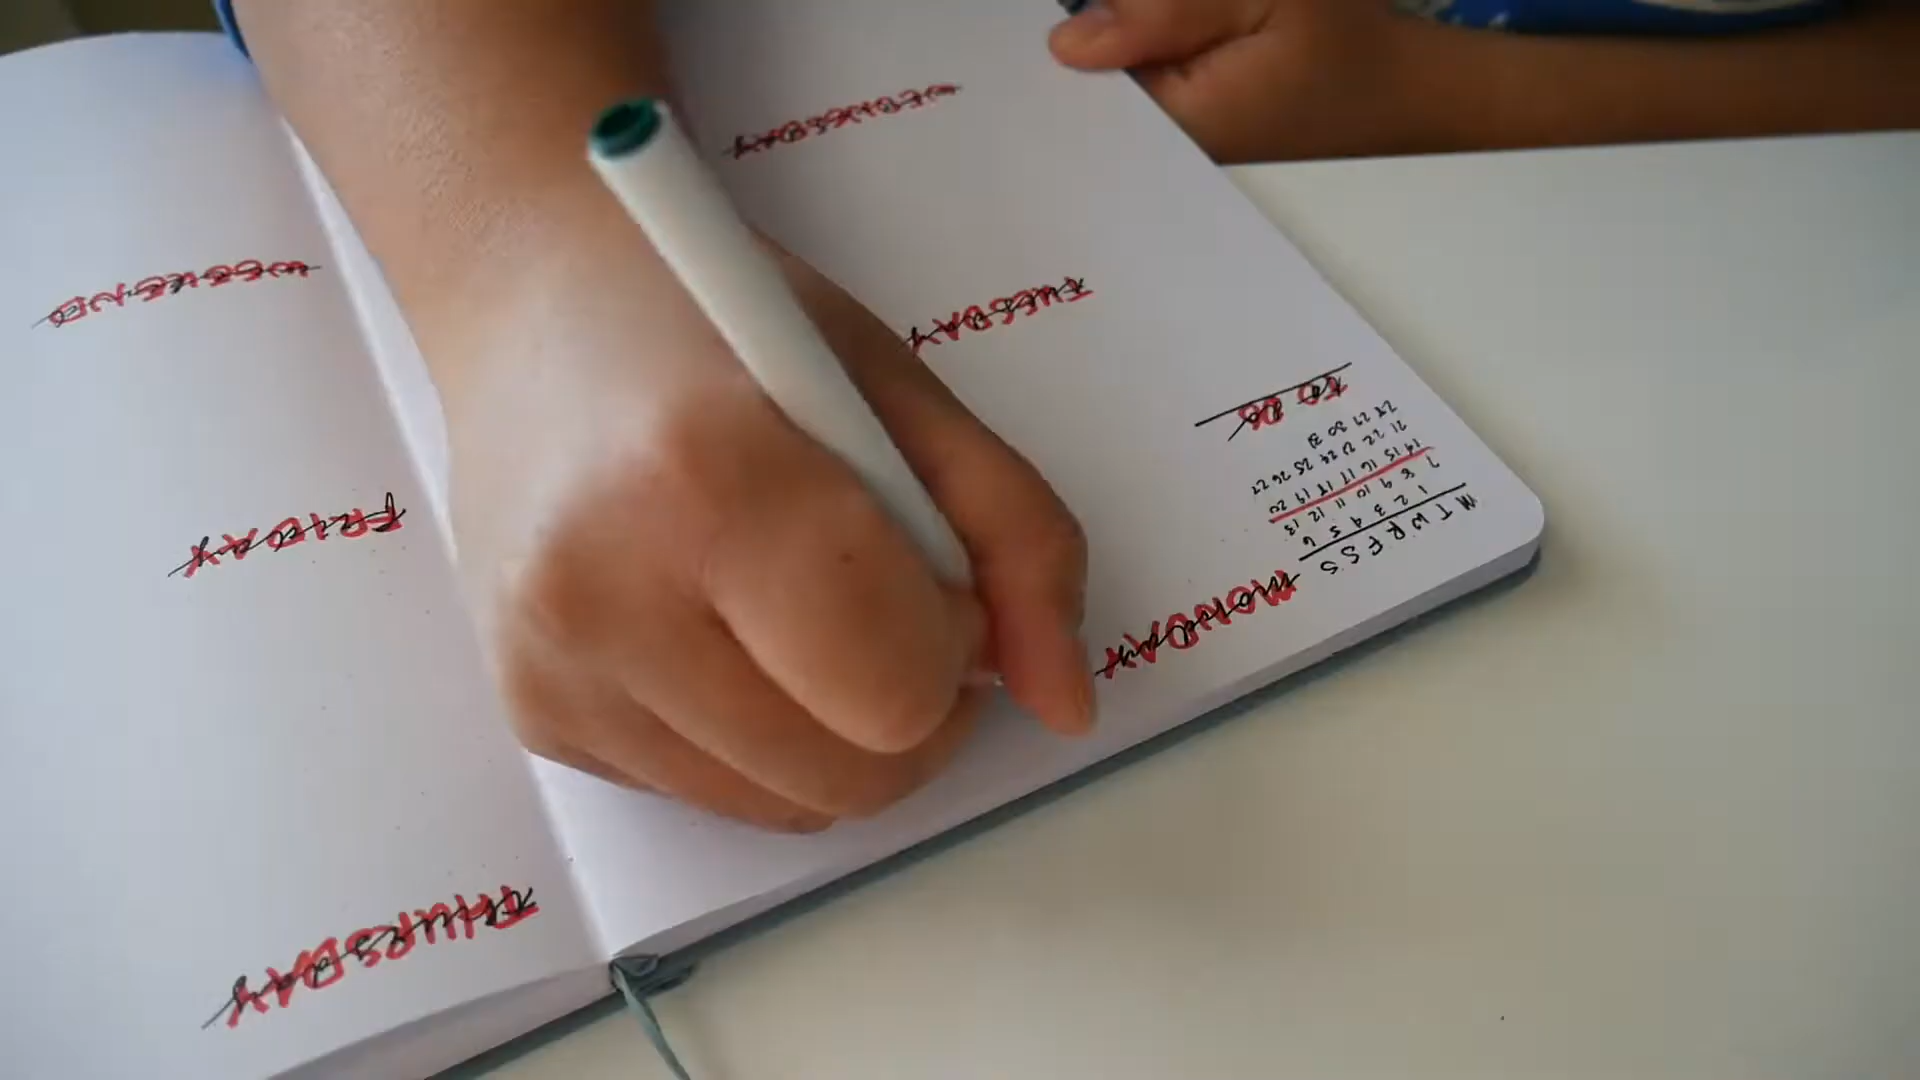 M T W R F S S
1 2 3 4 5 6
7 8 9 10 11 12 13
14 15 16 17 18 19 20
21 22 23 24 25 26 27
28 29 30 31
TO DO
MONDAY
TUESDAY
WEDNESDAY
THURSDAY
FRIDAY
WEEKEND